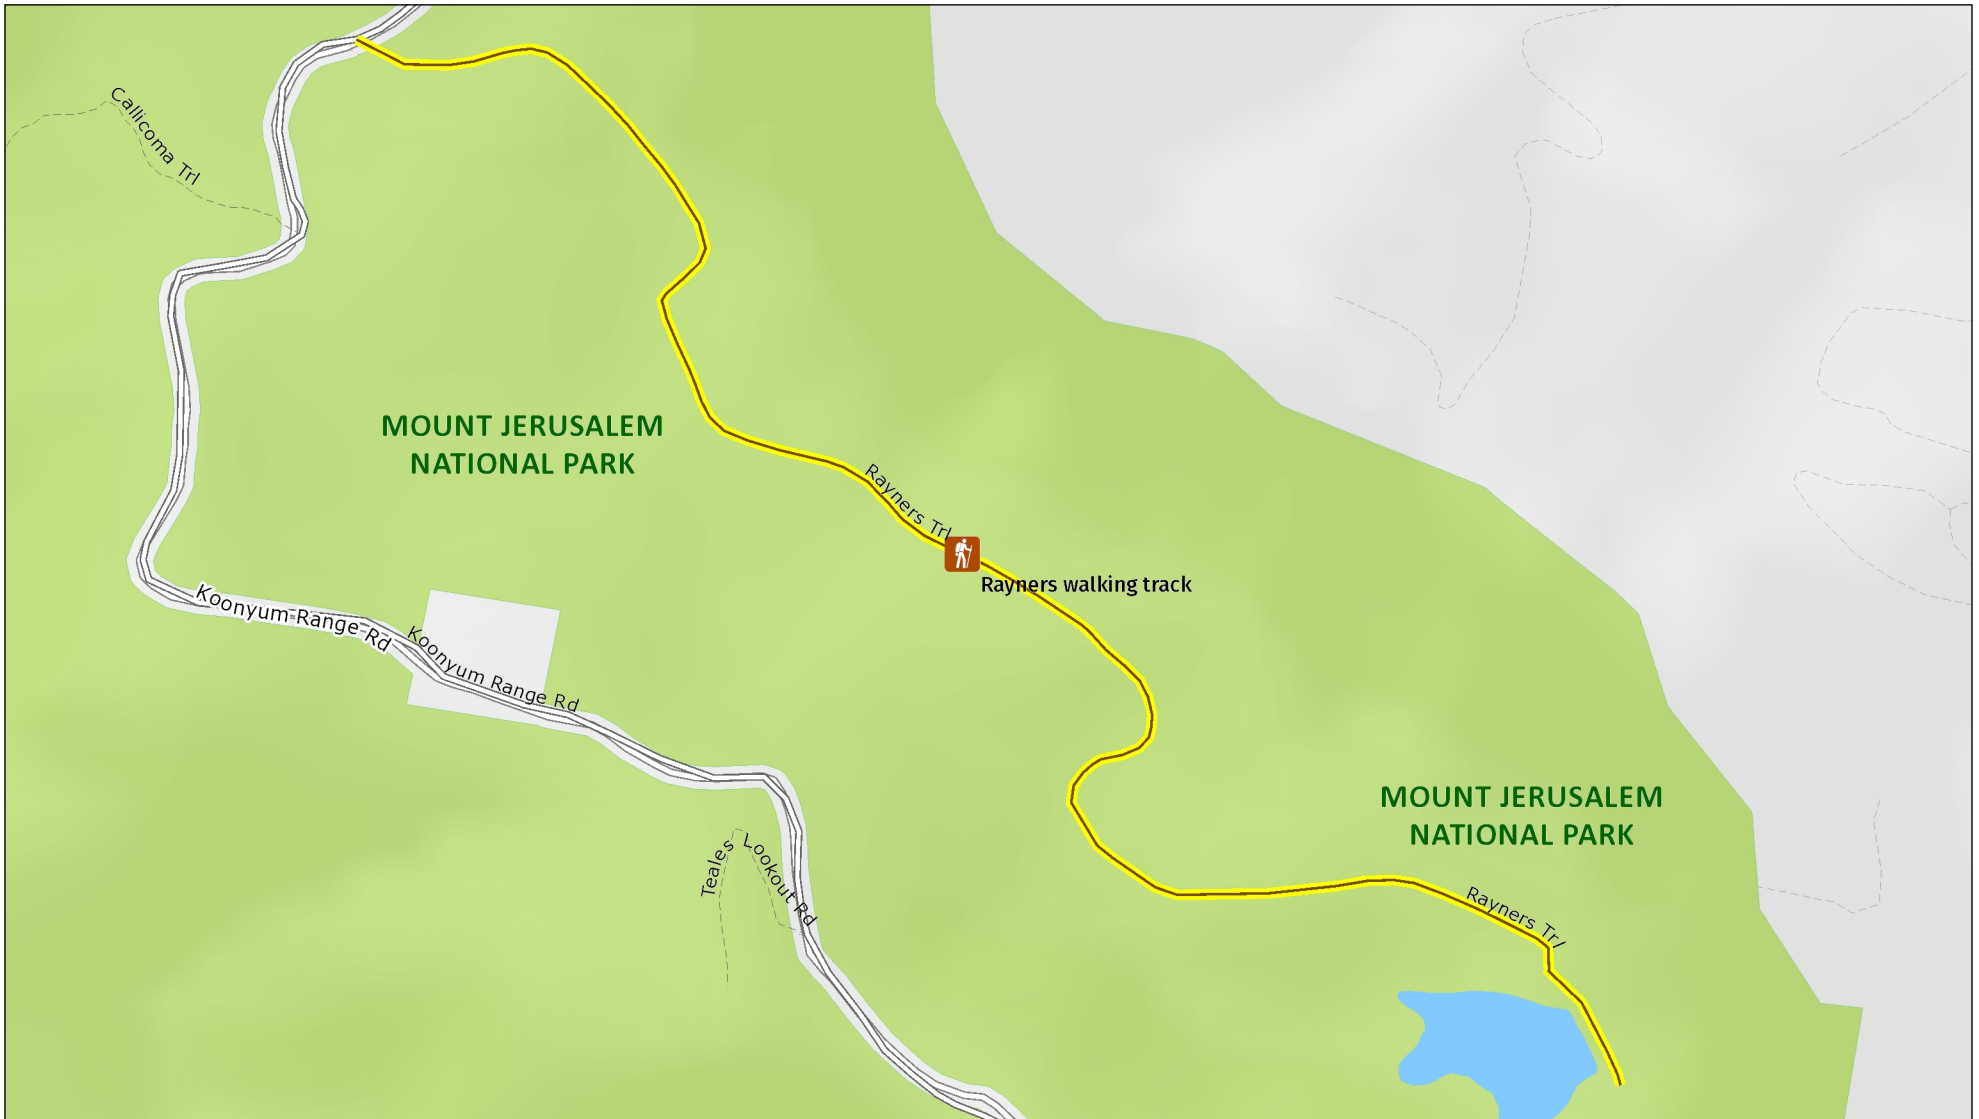 Callicoma Trl
MOUNT JERUSALEM
NATIONAL PARK
Rayners Trl
Rayners walking track
Koonyum Range Rd
Koonyum Range Rd
MOUNT JERUSALEM
NATIONAL PARK
Teales Lookout Rd
Rayners Trl